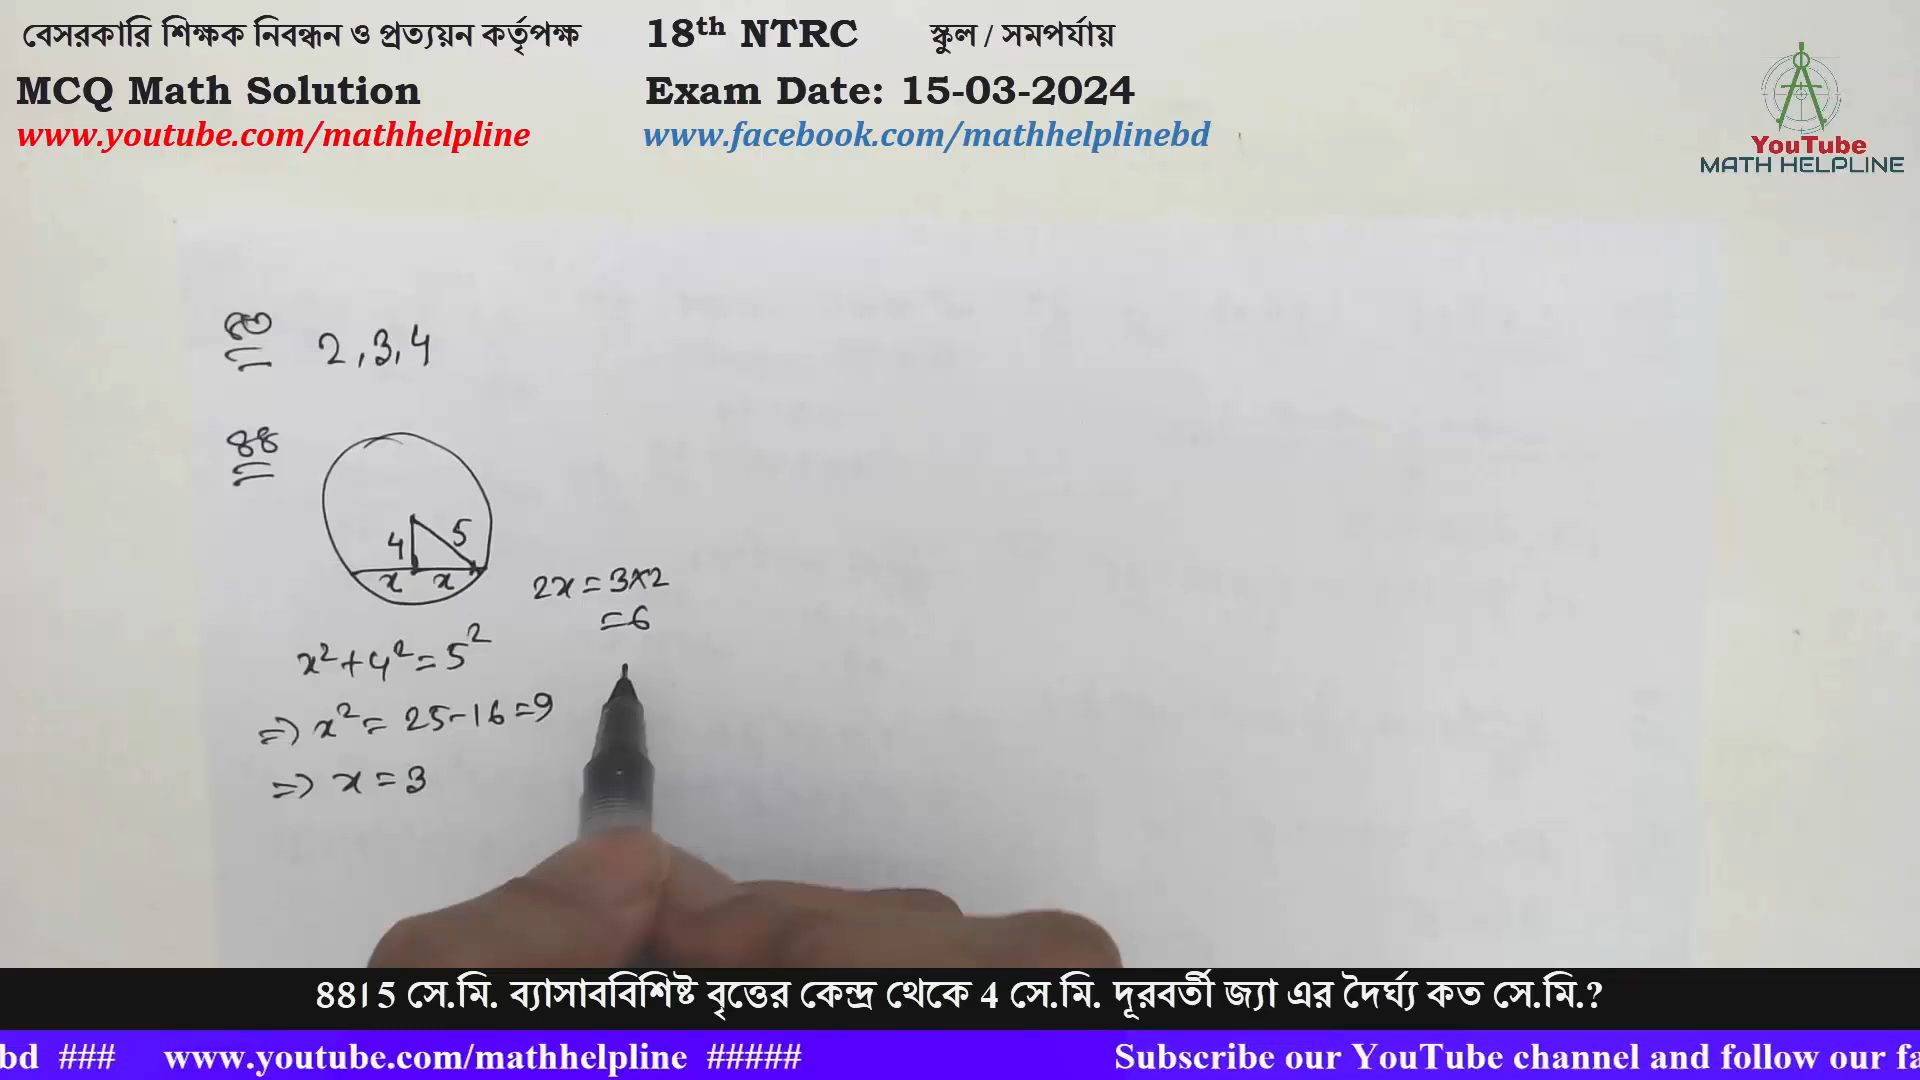 বেসরকারি শিক্ষক নিবন্ধন ও প্রত্যয়ন কর্তৃপক্ষ 18th NTRC স্কুল / সমপর্যায়
MCQ Math Solution Exam Date: 15-03-2024
www.youtube.com/mathhelpline www.facebook.com/mathhelplinebd
YouTube
MATH HELPLINE
2, 3, 4
৪৪
4 5
x x
2x = 3×2
= 6
x² + 4² = 5²
=> x² = 25 - 16 = 9
=> x = 3
৪৪। 5 সে.মি. ব্যাসাববিশিষ্ট বৃত্তের কেন্দ্র থেকে 4 সে.মি. দূরবর্তী জ্যা এর দৈর্ঘ্য কত সে.মি.?
bd ### www.youtube.com/mathhelpline ##### Subscribe our YouTube channel and follow our fa